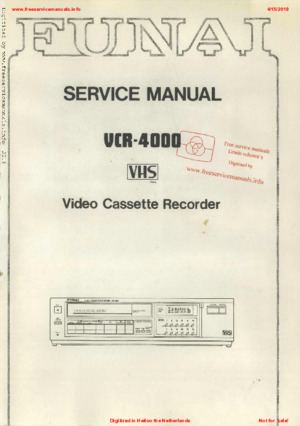 www.freeservicemanuals.info
4/13/2018
FUNAI
SERVICE MANUAL
VCR-4000
VHS
Free service manuals
Gratis schema's
Digitized by
www.freeservicemanuals.info
Video Cassette Recorder
FUNAI
Digitized in Heiloo the Netherlands
Not for sale!